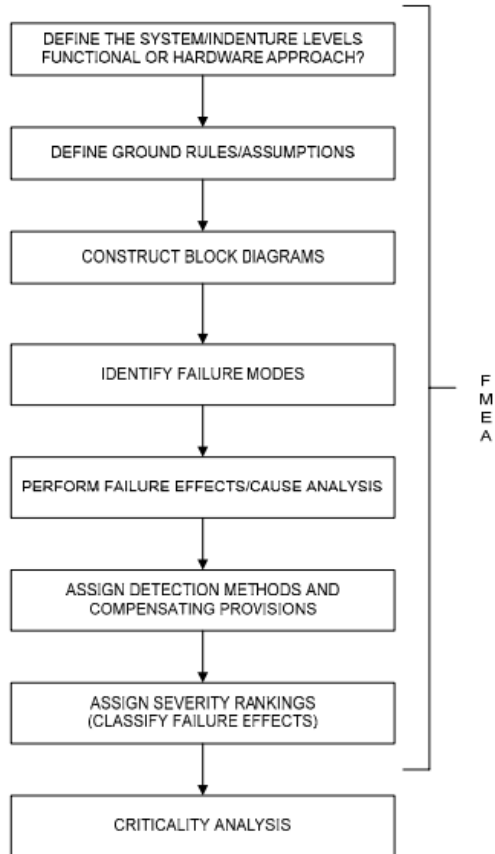 DEFINE THE SYSTEM/INDENTURE LEVELS
FUNCTIONAL OR HARDWARE APPROACH?
DEFINE GROUND RULES/ASSUMPTIONS
CONSTRUCT BLOCK DIAGRAMS
IDENTIFY FAILURE MODES
PERFORM FAILURE EFFECTS/CAUSE ANALYSIS
ASSIGN DETECTION METHODS AND
COMPENSATING PROVISIONS
ASSIGN SEVERITY RANKINGS
(CLASSIFY FAILURE EFFECTS)
CRITICALITY ANALYSIS
F
M
E
A